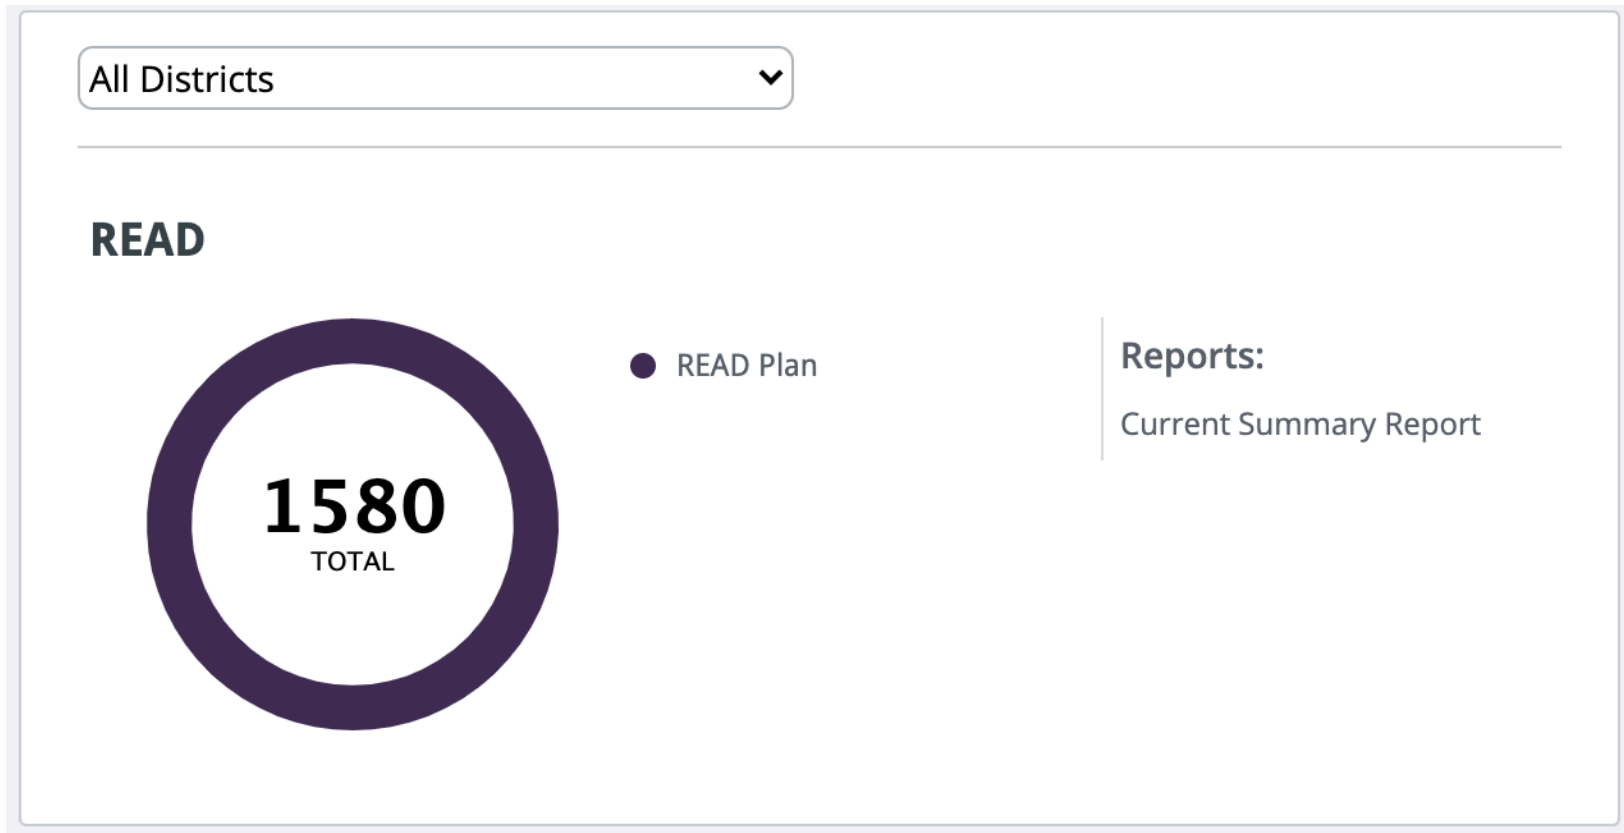 All Districts
READ
1580
TOTAL
READ Plan
Reports:
Current Summary Report